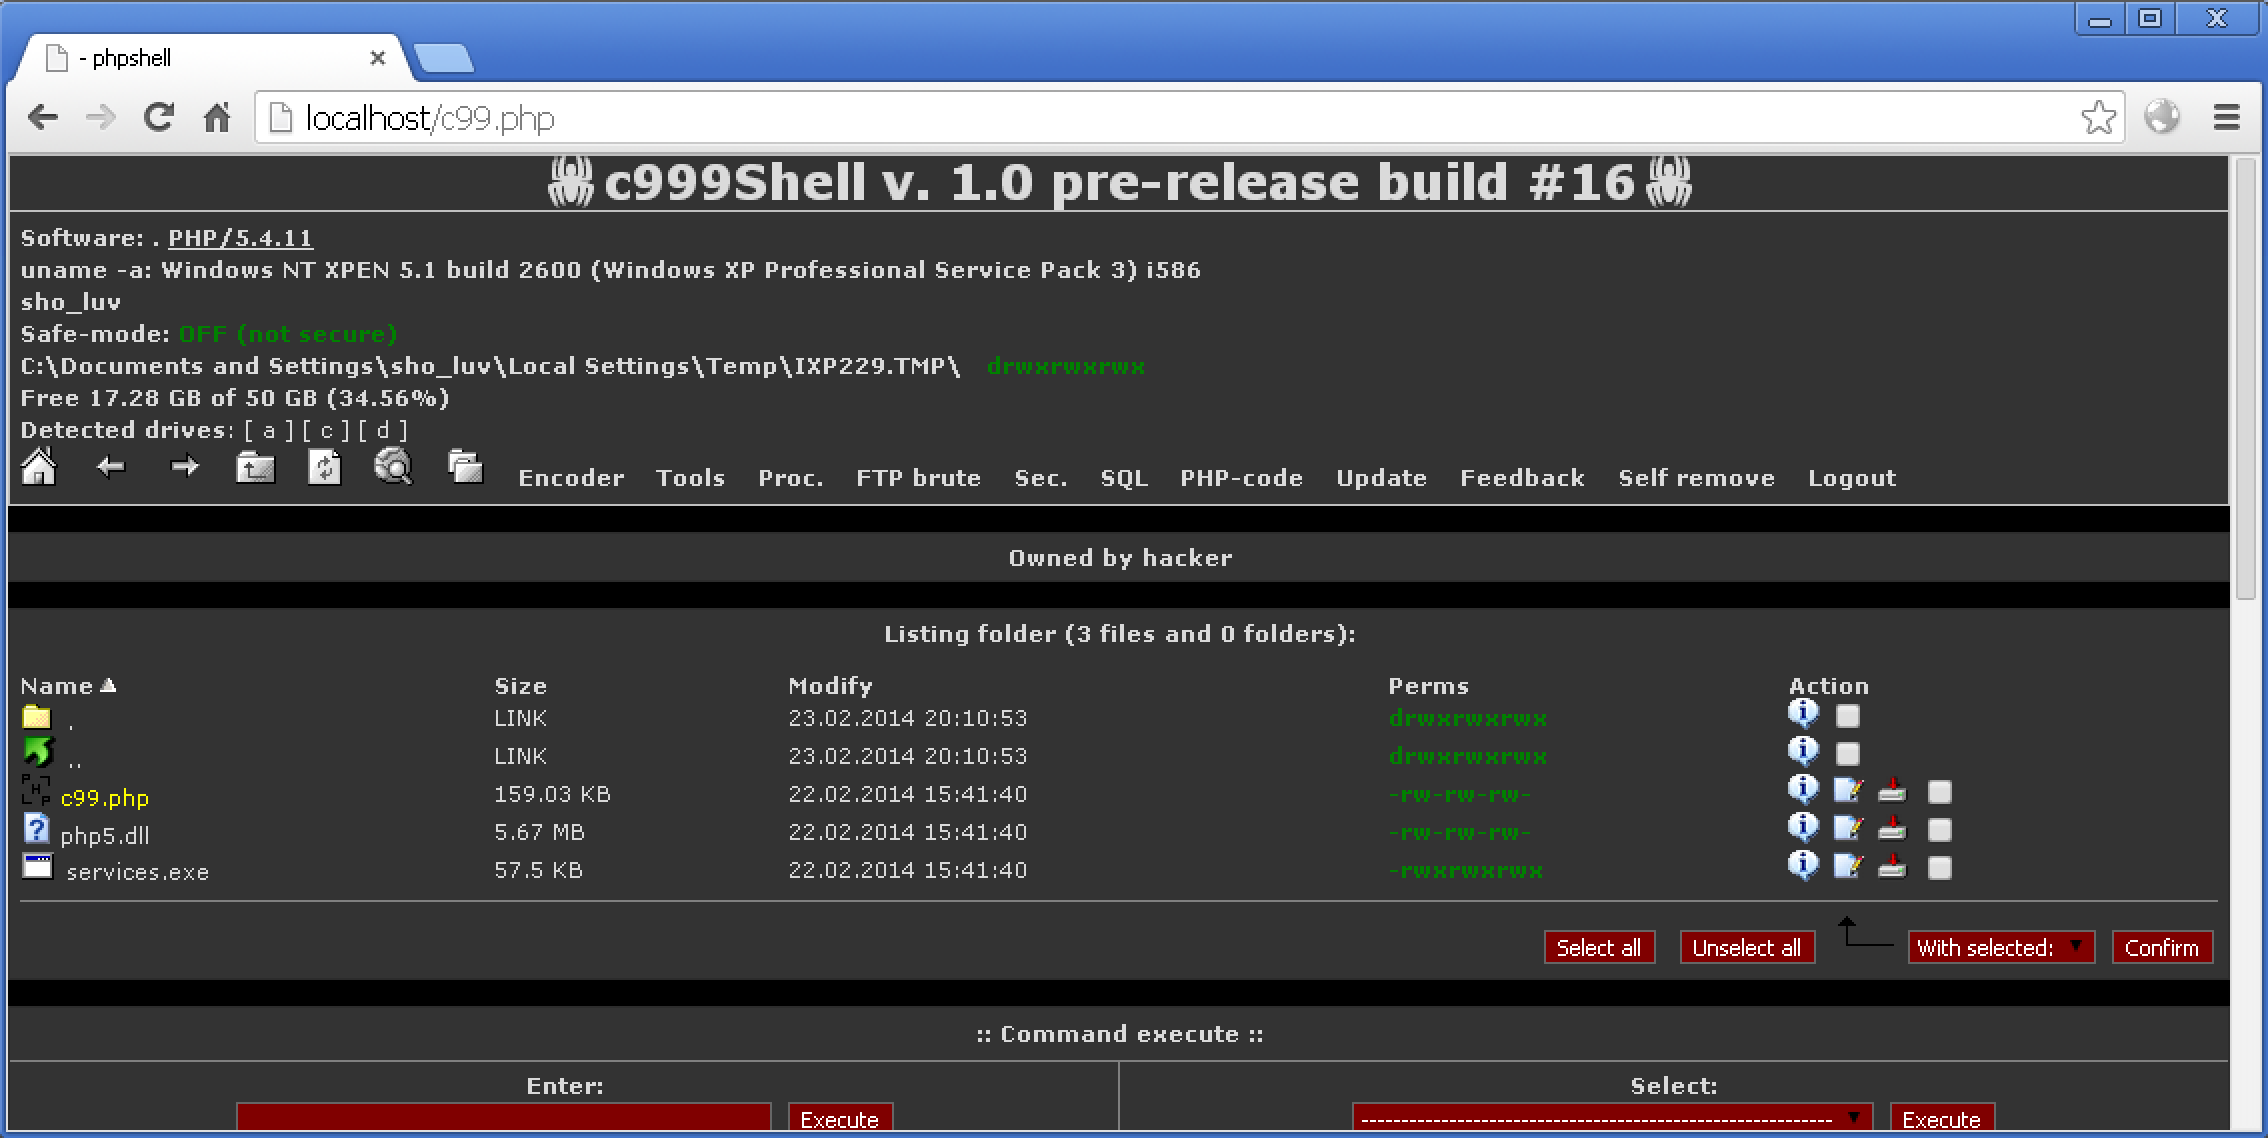 - phpshell
localhost/c99.php
c999Shell v. 1.0 pre-release build #16
Software: . PHP/5.4.11
uname -a: Windows NT XPEN 5.1 build 2600 (Windows XP Professional Service Pack 3) i586
sho_luv
Safe-mode: OFF (not secure)
C:\Documents and Settings\sho_luv\Local Settings\Temp\IXP229.TMP\ drwxrwxrwx
Free 17.28 GB of 50 GB (34.56%)
Detected drives: [ a ] [ c ] [ d ]
Encoder Tools Proc. FTP brute Sec. SQL PHP-code Update Feedback Self remove Logout
Owned by hacker
Listing folder (3 files and 0 folders):
Name Size Modify Perms Action
. LINK 23.02.2014 20:10:53 drwxrwxrwx
.. LINK 23.02.2014 20:10:53 drwxrwxrwx
c99.php 159.03 KB 22.02.2014 15:41:40 -rw-rw-rw-
php5.dll 5.67 MB 22.02.2014 15:41:40 -rw-rw-rw-
services.exe 57.5 KB 22.02.2014 15:41:40 -rwxrwxrwx
Select all Unselect all With selected: Confirm
:: Command execute ::
Enter: Select:
Execute ----------------------------------------------------------- Execute